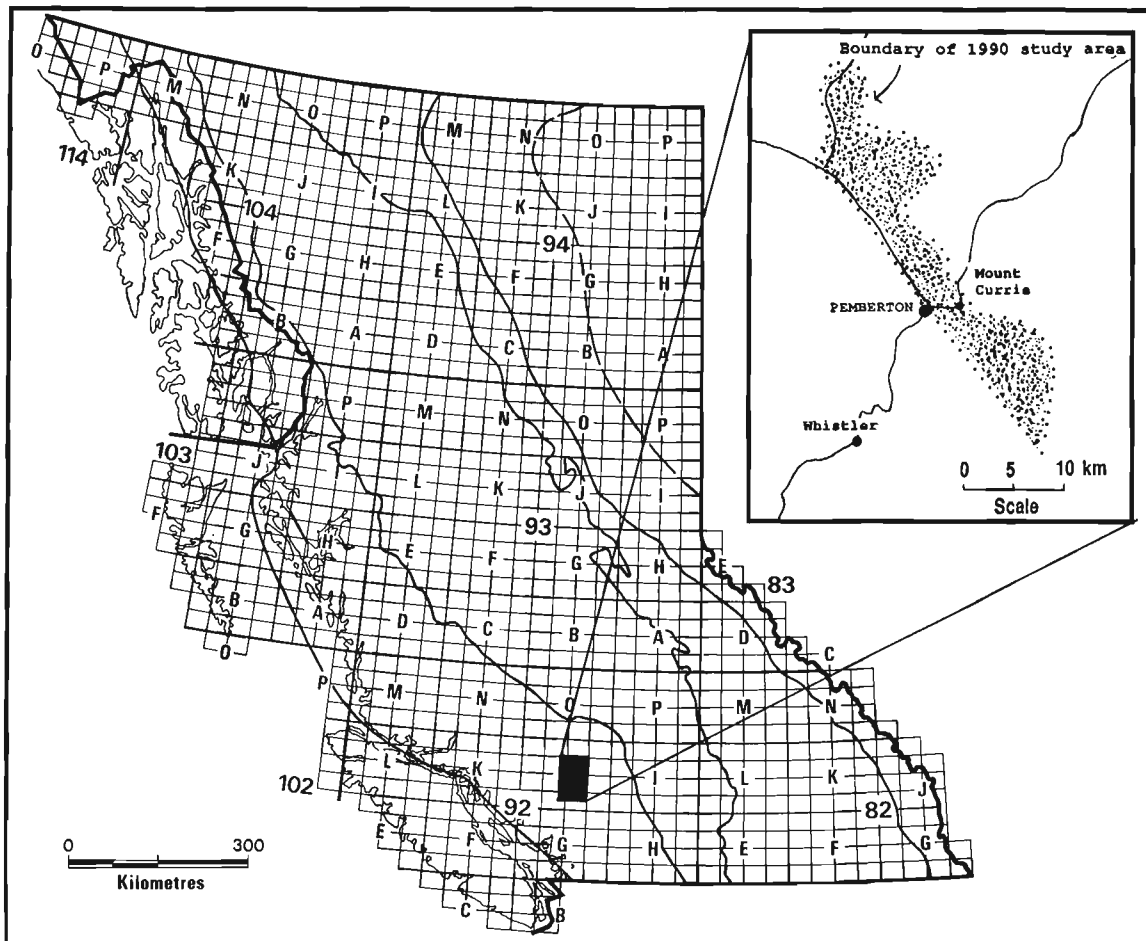 Boundary of 1990 study area
Mount
Curris
PEMBERTON
Whistler
0 5 10 km
Scale
O P M N O P M N O P
114 K J I L K J I
104
F G H E F 94 G H
B A D C B A
P M N O P
103 J L K J I
F G H E F 93 G H E 83
B A D C B A D C
O
P M N O P M N
102 L K I L K J
92 82
E F G H E F G
C B
0 300
Kilometres